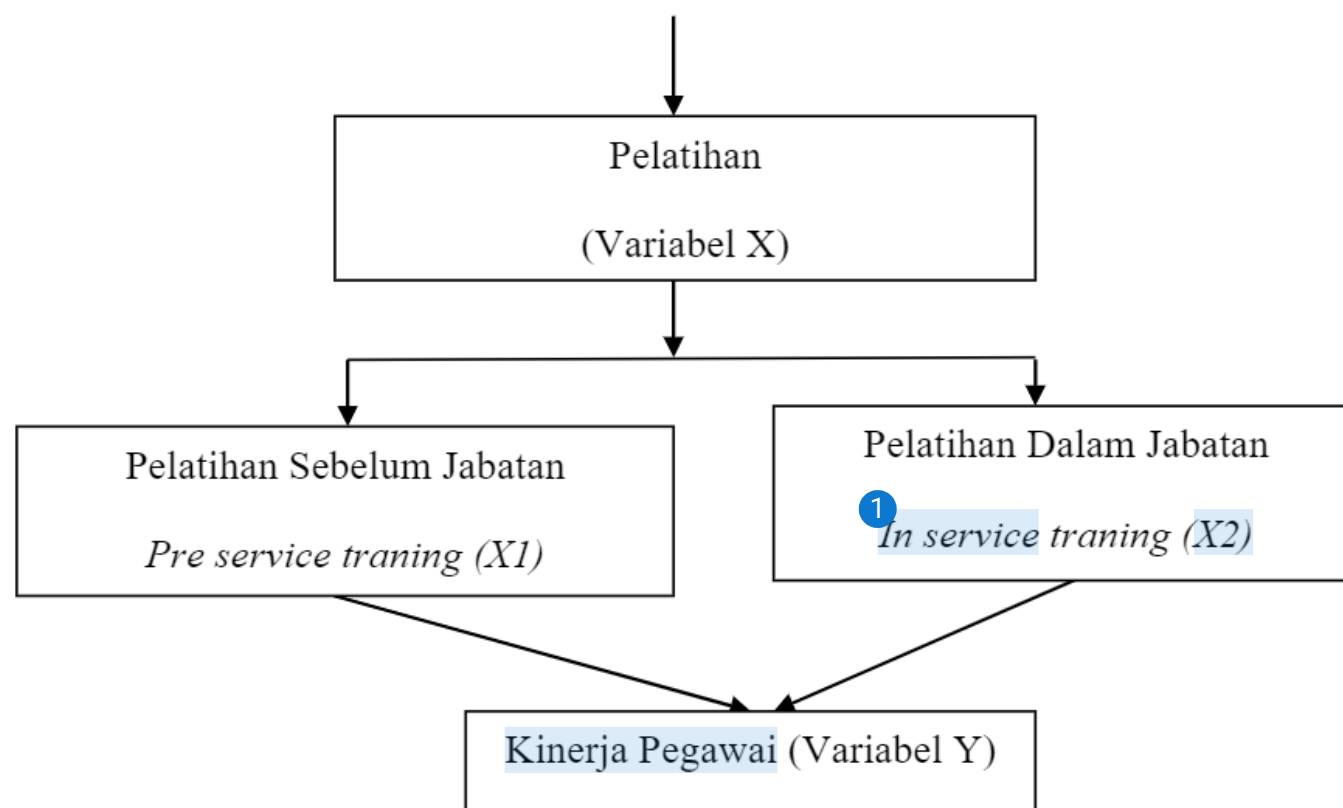 Pelatihan
(Variabel X)
Pelatihan Sebelum Jabatan
Pre service traning (X1)
Pelatihan Dalam Jabatan
1
In service traning (X2)
Kinerja Pegawai (Variabel Y)